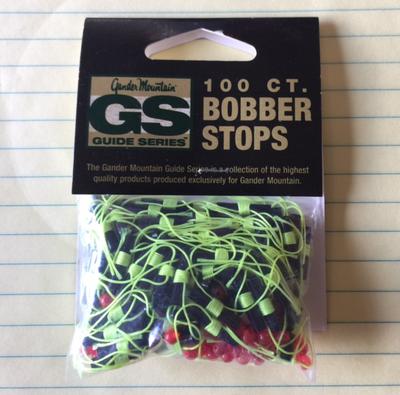 Gander Mountain
GS
GUIDE SERIES
100 CT.
BOBBER
STOPS
The Gander Mountain Guide Series is a collection of the highest
quality products produced exclusively for Gander Mountain.